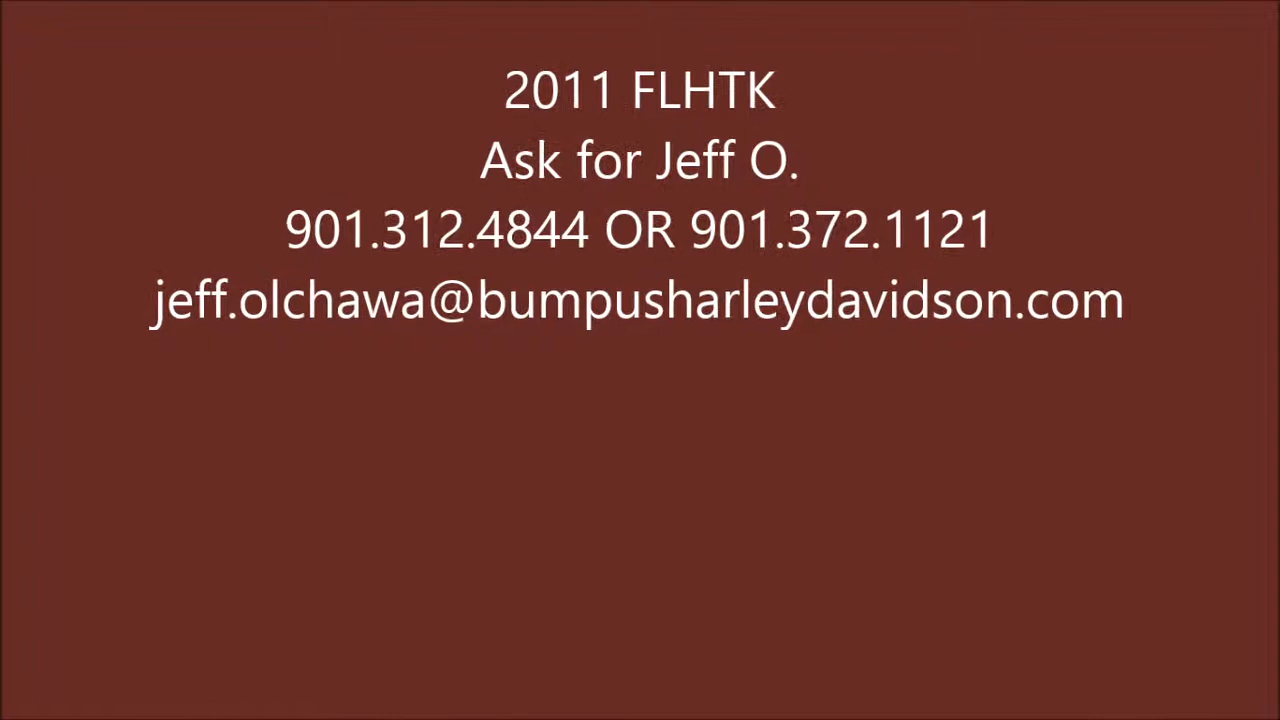 2011 FLHTK
Ask for Jeff O.
901.312.4844 OR 901.372.1121
jeff.olchawa@bumpusharleydavidson.com